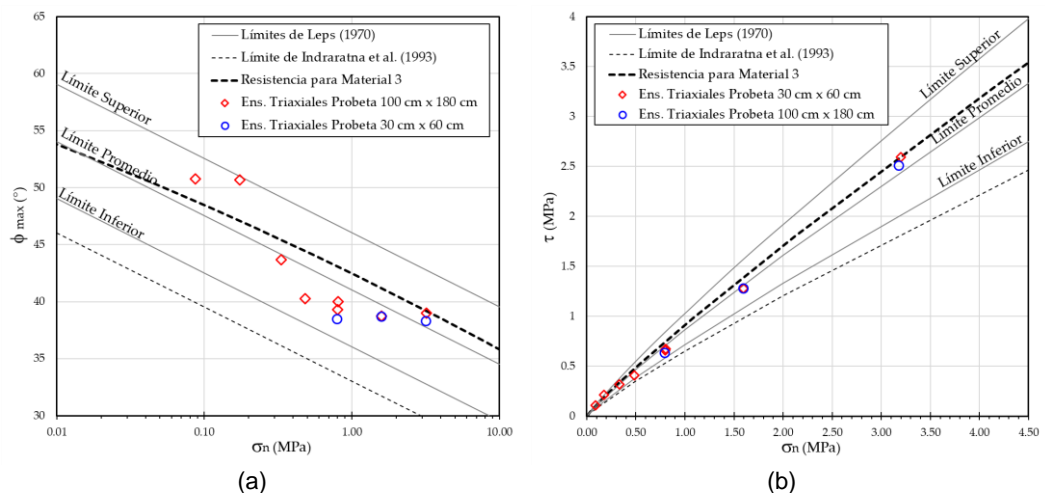 Límites de Leps (1970)
Límite de Indraratna et al. (1993)
Resistencia para Material 3
Ens. Triaxiales Probeta 100 cm x 180 cm
Ens. Triaxiales Probeta 30 cm x 60 cm
65
60
55
50
45
40
35
30
ϕ max (°)
Límite Superior
Límite Promedio
Límite Inferior
0.01
0.10
1.00
10.00
σn (MPa)
(a)
Límites de Leps (1970)
Límite de Indraratna et al. (1993)
Resistencia para Material 3
Ens. Triaxiales Probeta 30 cm x 60 cm
Ens. Triaxiales Probeta 100 cm x 180 cm
4
3.5
3
2.5
2
1.5
1
0.5
0
τ (MPa)
Límite Superior
Límite Promedio
Límite Inferior
0.00
0.50
1.00
1.50
2.00
2.50
3.00
3.50
4.00
4.50
σn (MPa)
(b)